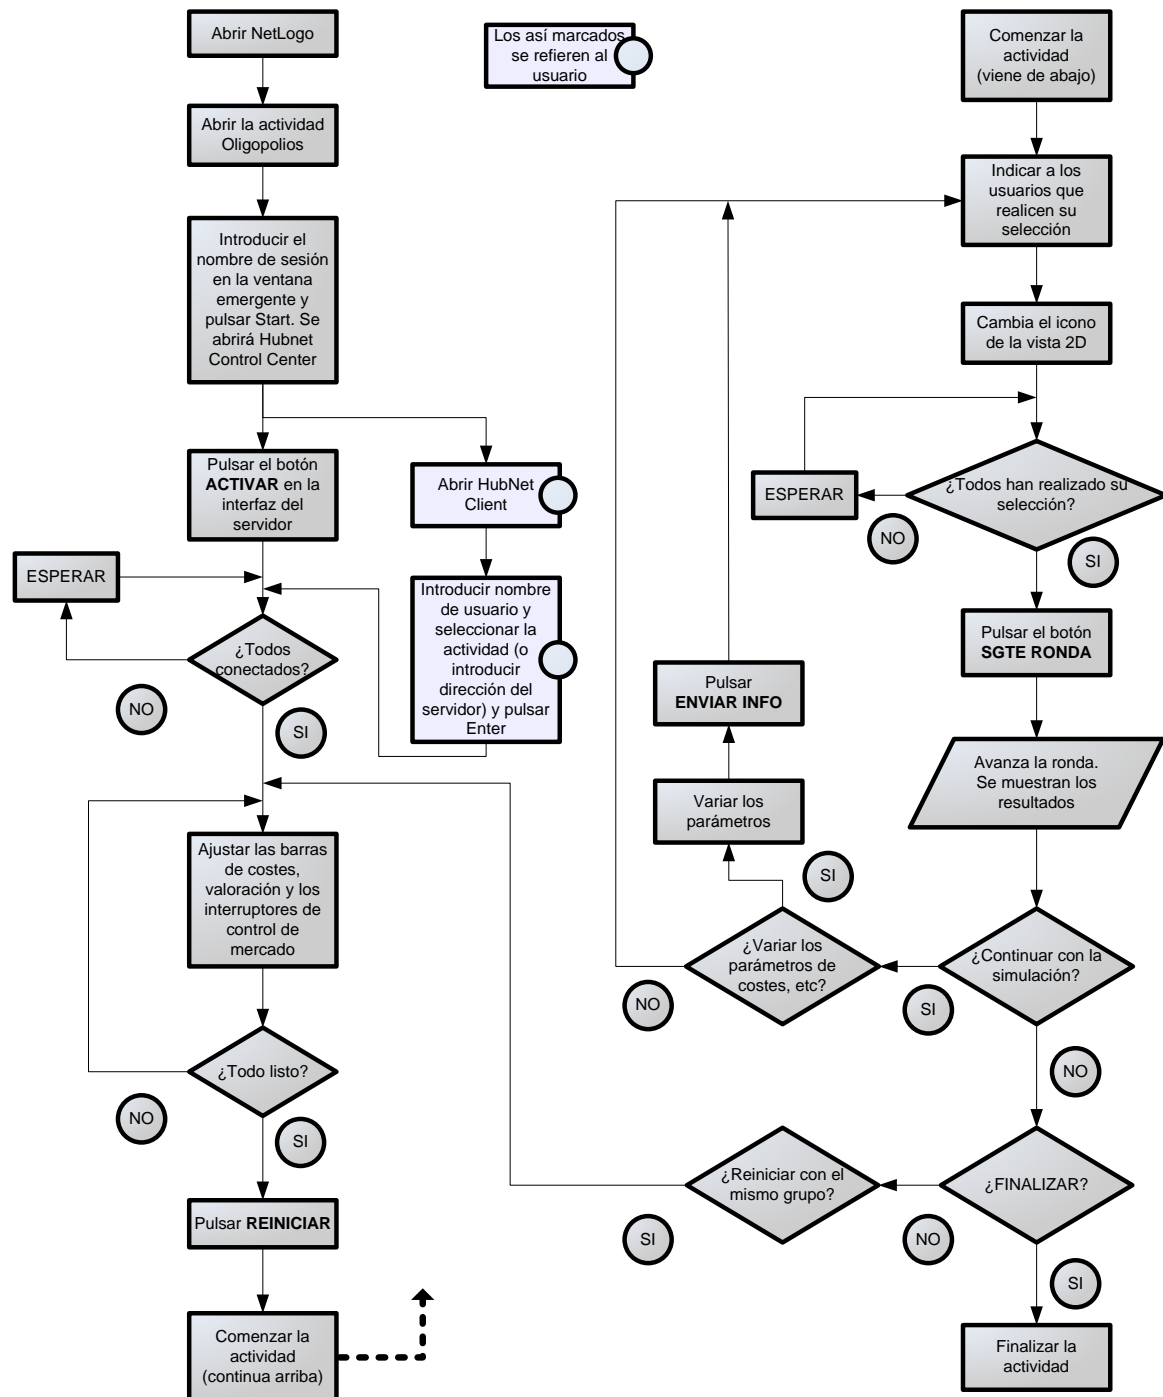 Abrir NetLogo
Abrir la actividad
Oligopolios
Introducir el
nombre de sesión
en la ventana
emergente y
pulsar Start. Se
abrirá Hubnet
Control Center
Pulsar el botón
ACTIVAR en la
interfaz del
servidor
ESPERAR
¿Todos
conectados?
NO
SI
Ajustar las barras
de costes,
valoración y los
interruptores de
control de
mercado
¿Todo listo?
NO
SI
Pulsar REINICIAR
Comenzar la
actividad
(continua arriba)
Los así marcados
se refieren al
usuario
Abrir HubNet
Client
Introducir nombre
de usuario y
seleccionar la
actividad (o
introducir
dirección del
servidor) y pulsar
Enter
Comenzar la
actividad
(viene de abajo)
Indicar a los
usuarios que
realicen su
selección
Cambia el icono
de la vista 2D
¿Todos han realizado su
selección?
ESPERAR
NO
SI
Pulsar el botón
SGTE RONDA
Avanza la ronda.
Se muestran los
resultados
¿Continuar con la
simulación?
SI
NO
¿Variar los
parámetros de
costes, etc?
NO
SI
Variar los
parámetros
Pulsar
ENVIAR INFO
¿FINALIZAR?
NO
SI
¿Reiniciar con el
mismo grupo?
SI
Finalizar la
actividad